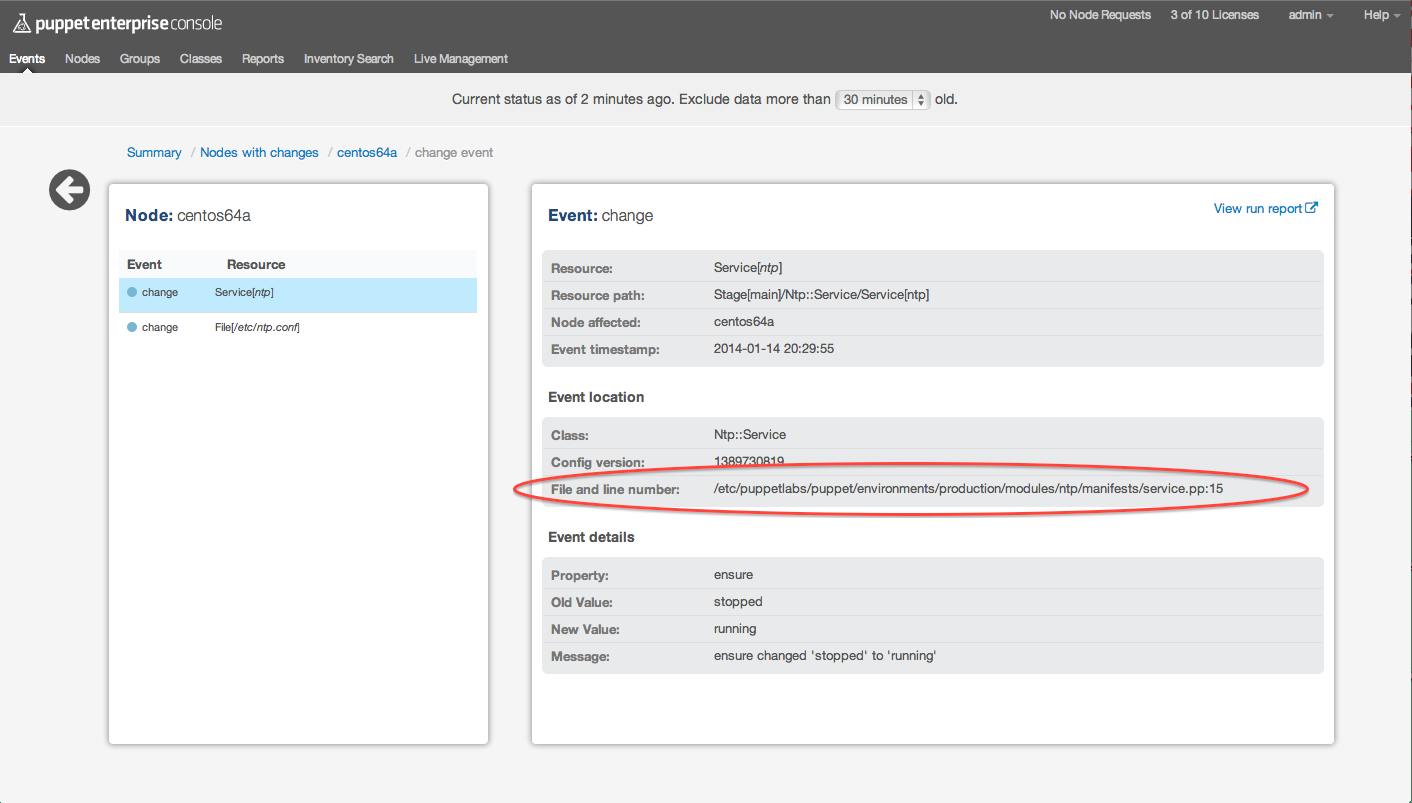 puppet enterprise console
No Node Requests 3 of 10 Licenses admin Help
Events Nodes Groups Classes Reports Inventory Search Live Management
Current status as of 2 minutes ago. Exclude data more than 30 minutes old.
Summary / Nodes with changes / centos64a / change event
Node: centos64a
Event Resource
change Service[ntp]
change File[/etc/ntp.conf]
Event: change
View run report
Resource: Service[ntp]
Resource path: Stage[main]/Ntp::Service/Service[ntp]
Node affected: centos64a
Event timestamp: 2014-01-14 20:29:55
Event location
Class: Ntp::Service
Config version: 1389730819
File and line number: /etc/puppetlabs/puppet/environments/production/modules/ntp/manifests/service.pp:15
Event details
Property: ensure
Old Value: stopped
New Value: running
Message: ensure changed 'stopped' to 'running'